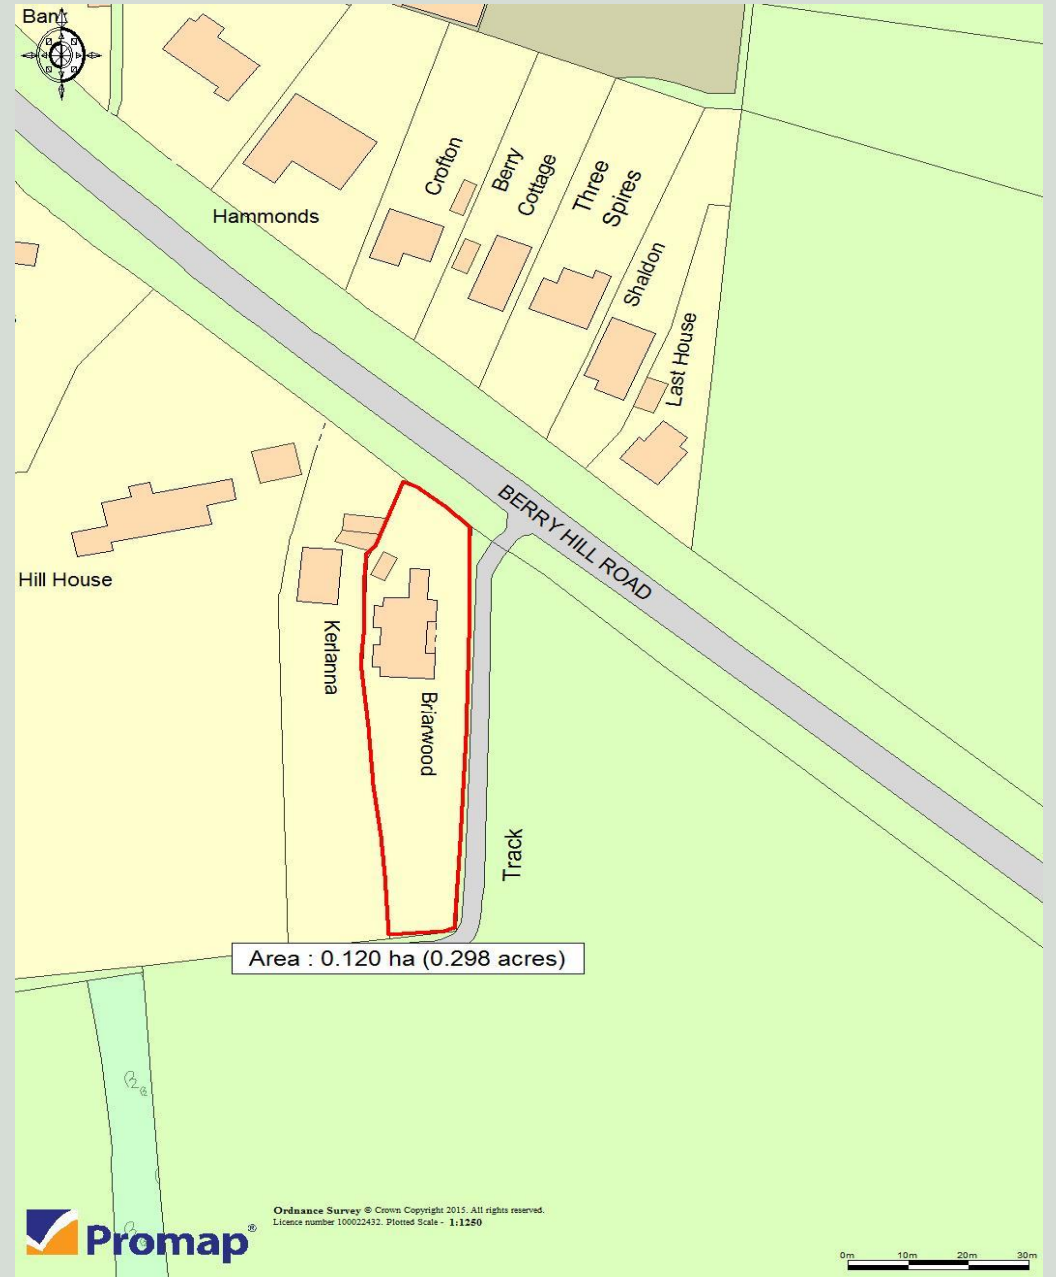 Bank
Hammonds
Crofton
Berry
Cottage
Three
Spires
Shaldon
Last House
BERRY HILL ROAD
Hill House
Kerlanna
Briarwood
Track
Area : 0.120 ha (0.298 acres)
Promap®
Ordnance Survey © Crown Copyright 2015. All rights reserved.
Licence number 100022432. Plotted Scale - 1:1250
0m 10m 20m 30m